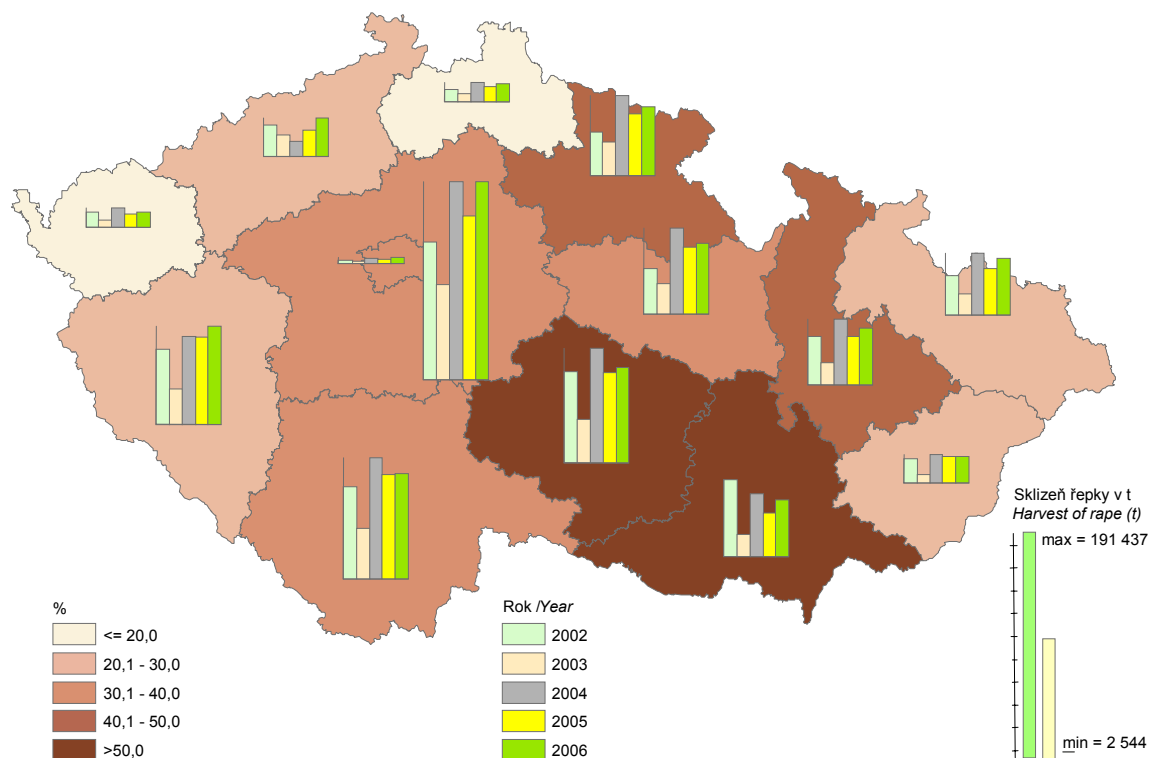 Sklizeň řepky v t
Harvest of rape (t)
max = 191 437
min = 2 544
%
<= 20,0
20,1 - 30,0
30,1 - 40,0
40,1 - 50,0
>50,0
Rok /Year
2002
2003
2004
2005
2006